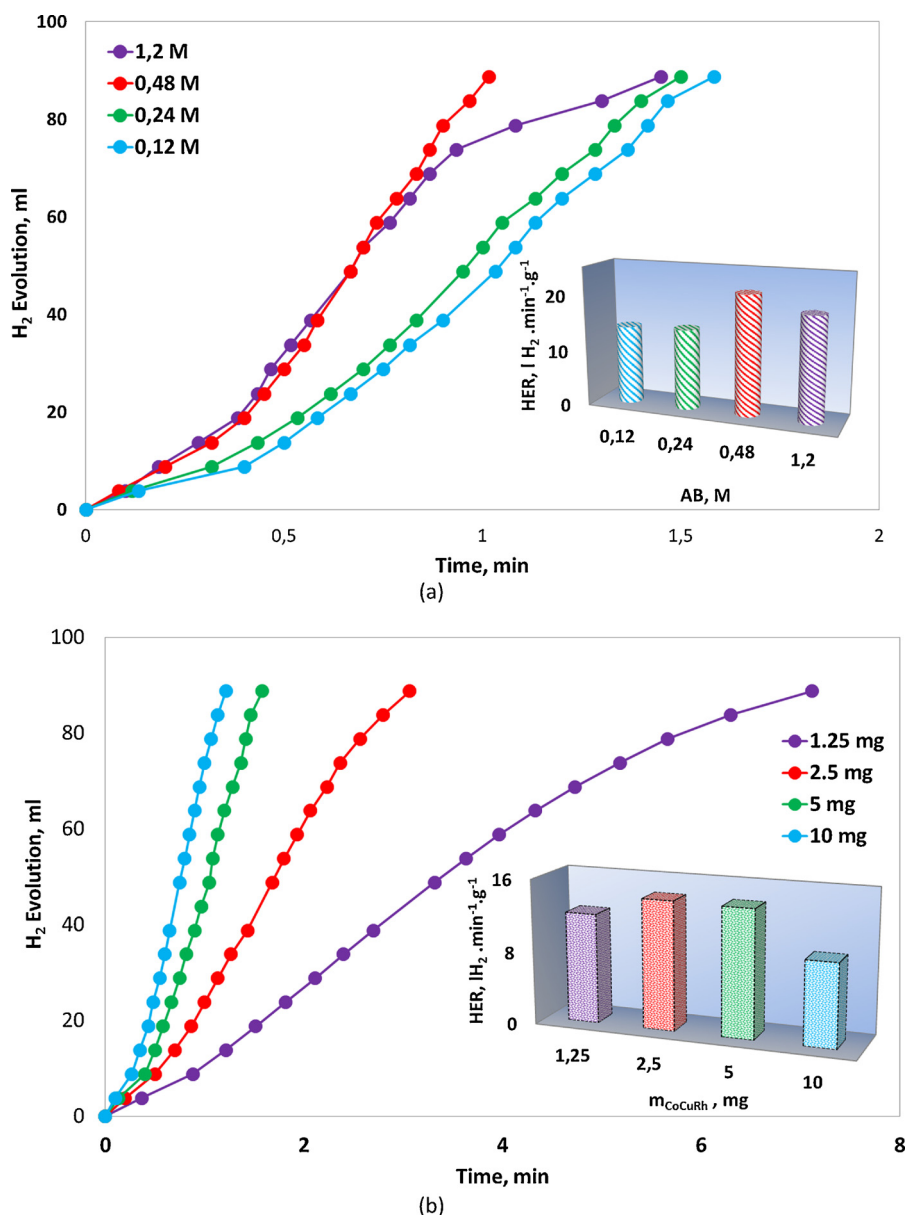 100
80
60
40
20
0
H₂ Evolution, ml
1,2 M
0,48 M
0,24 M
0,12 M
0
0,5
1
1,5
2
Time, min
20
10
0
HER, l H₂ .min⁻¹.g⁻¹
0,12
0,24
0,48
1,2
AB, M
(a)
100
80
60
40
20
0
H₂ Evolution, ml
1.25 mg
2.5 mg
5 mg
10 mg
0
2
4
6
8
Time, min
16
8
0
HER, lH₂ .min⁻¹.g⁻¹
1,25
2,5
5
10
m_CoCuRh , mg
(b)